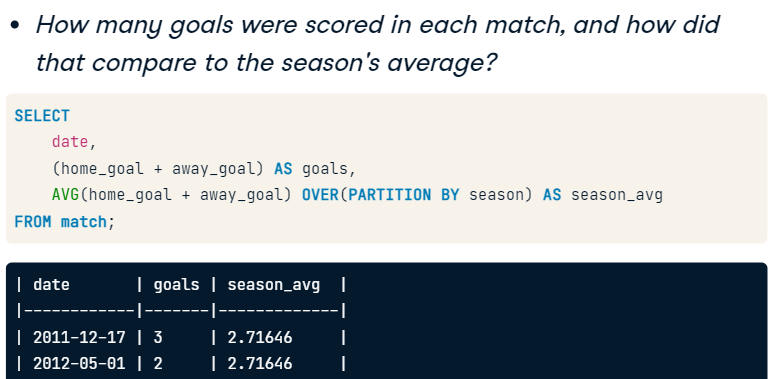 • How many goals were scored in each match, and how did
that compare to the season's average?
SELECT
    date,
    (home_goal + away_goal) AS goals,
    AVG(home_goal + away_goal) OVER(PARTITION BY season) AS season_avg
FROM match;
| date       | goals | season_avg  |
|------------|-------|-------------|
| 2011-12-17 | 3     | 2.71646     |
| 2012-05-01 | 2     | 2.71646     |